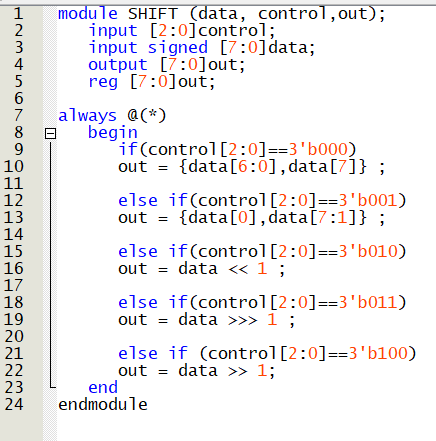 1 module SHIFT (data, control,out);
2 input [2:0]control;
3 input signed [7:0]data;
4 output [7:0]out;
5 reg [7:0]out;
6
7 always @(*)
8 begin
9 if(control[2:0]==3'b000)
10 out = {data[6:0],data[7]} ;
11
12 else if(control[2:0]==3'b001)
13 out = {data[0],data[7:1]} ;
14
15 else if(control[2:0]==3'b010)
16 out = data << 1 ;
17
18 else if(control[2:0]==3'b011)
19 out = data >>> 1 ;
20
21 else if (control[2:0]==3'b100)
22 out = data >> 1;
23 end
24 endmodule